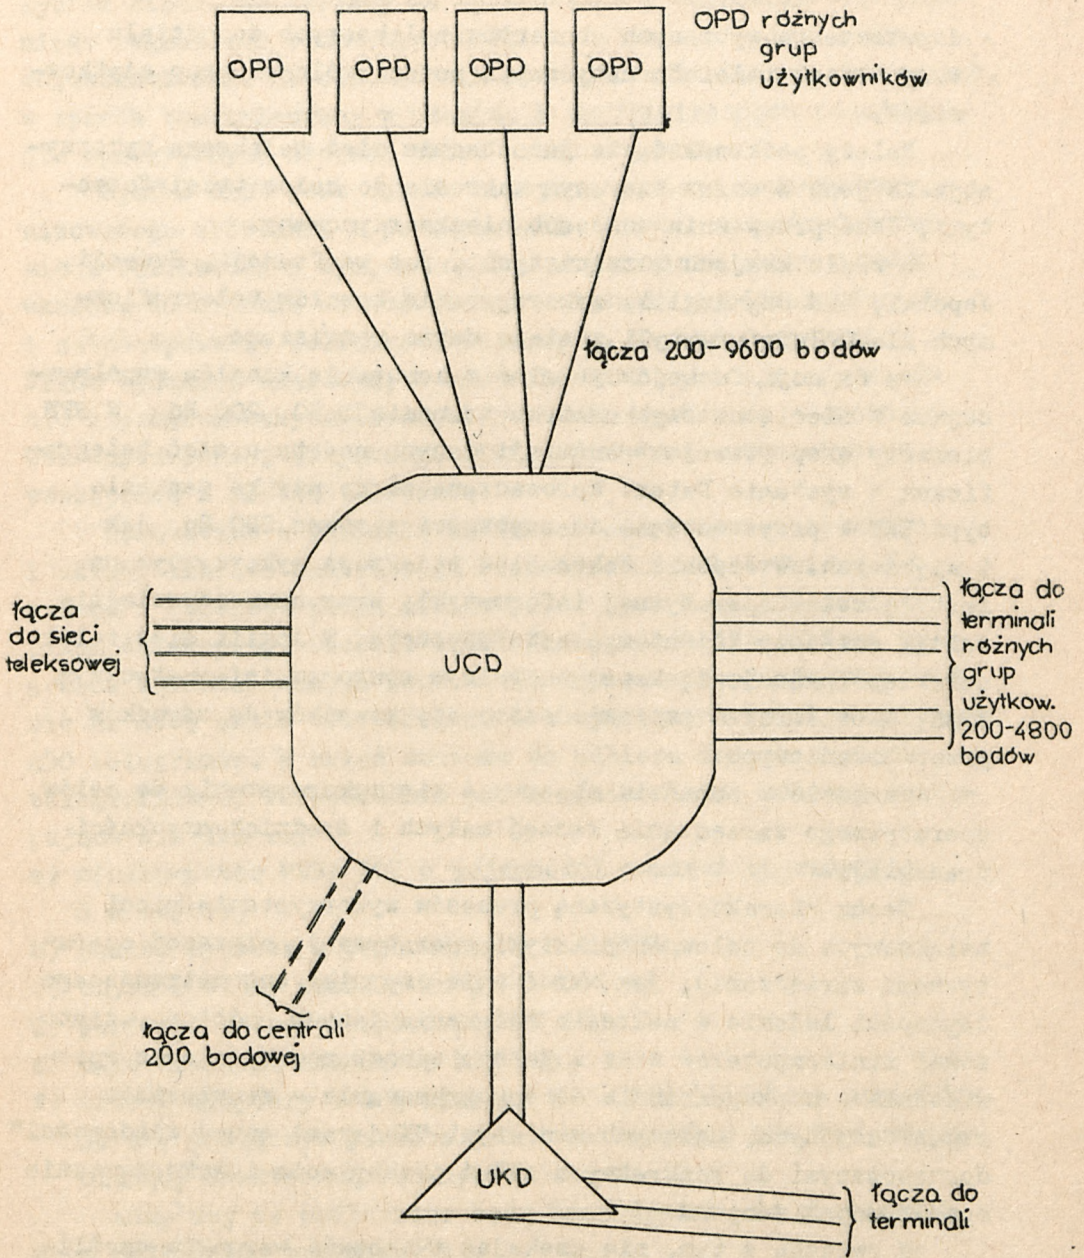 OPD
OPD
OPD
OPD
OPD różnych
grup
użytkowników
łącza 200-9600 bodów
łącza
do sieci
teleksowej
UCD
łącza do
terminali
różnych
grup
użytkow.
200-4800
bodów
łącza do centrali
200 bodowej
UKD
łącza do
terminali